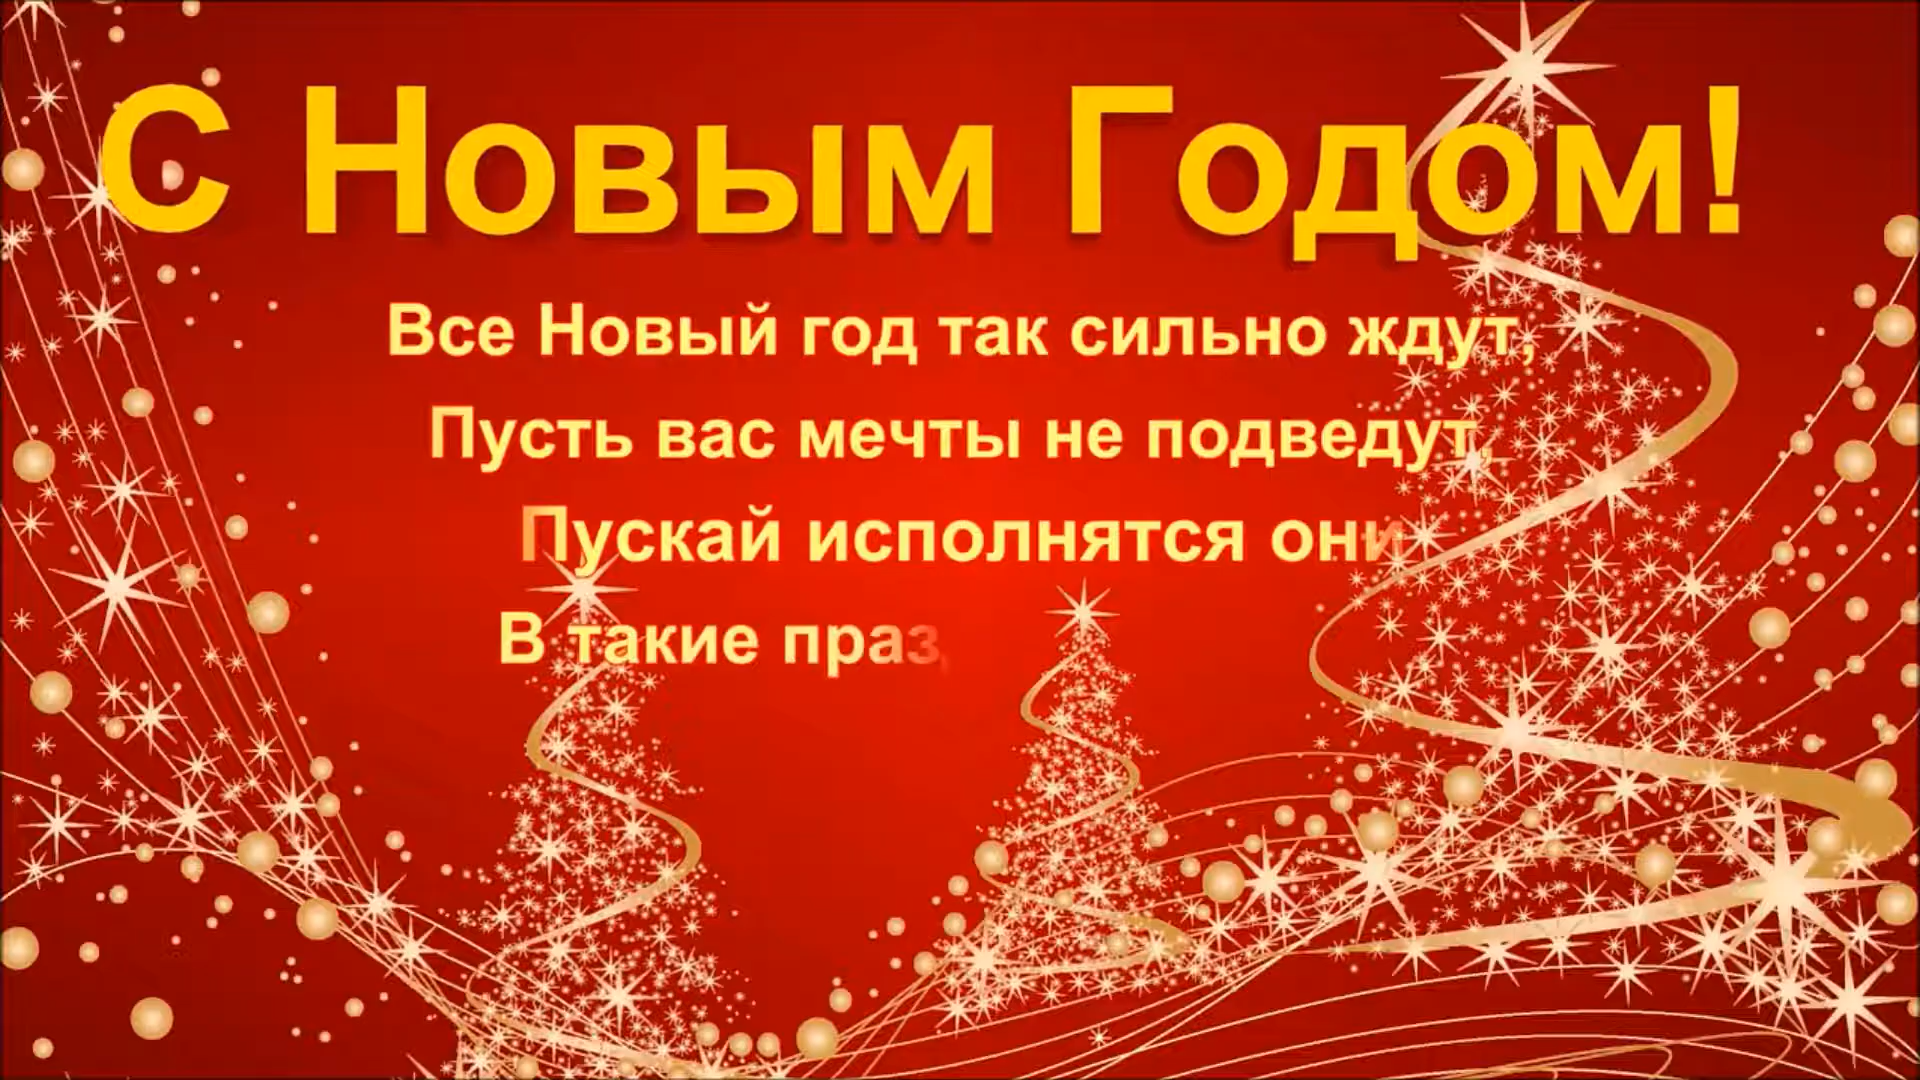 С Новым Годом!
Все Новый год так сильно ждут,
Пусть вас мечты не подведут,
Пускай исполнятся они
В такие